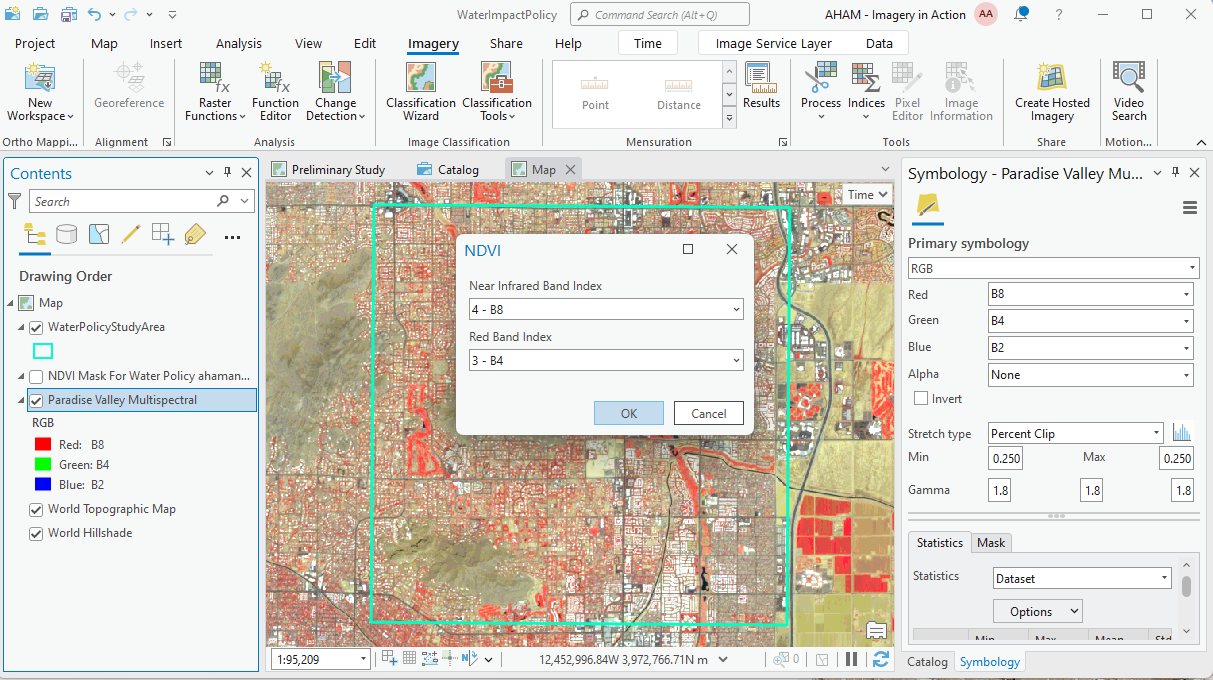 WaterImpactPolicy
Command Search (Alt+Q)
AHAM - Imagery in Action
AA
?
Project
Map
Insert
Analysis
View
Edit
Imagery
Share
Help
Time
Image Service Layer
Data
New Workspace
Georeference
Raster Functions
Function Editor
Change Detection
Classification Wizard
Classification Tools
Point
Distance
Results
Process
Indices
Pixel Editor
Image Information
Create Hosted Imagery
Video Search
Ortho Mappi...
Alignment
Analysis
Image Classification
Mensuration
Tools
Share
Motion...
Contents
Search
Drawing Order
Map
WaterPolicyStudyArea
NDVI Mask For Water Policy ahaman...
Paradise Valley Multispectral
RGB
Red: B8
Green: B4
Blue: B2
World Topographic Map
World Hillshade
Preliminary Study
Catalog
Map
Time
NDVI
Near Infrared Band Index
4 - B8
Red Band Index
3 - B4
OK
Cancel
1:95,209
12,452,996.84W 3,972,766.71N m
0
Symbology - Paradise Valley Mu...
Primary symbology
RGB
Red B8
Green B4
Blue B2
Alpha None
Invert
Stretch type Percent Clip
Min 0.250 Max 0.250
Gamma 1.8 1.8 1.8
Statistics
Mask
Statistics Dataset
Options
Min Max Mean Std
Catalog
Symbology